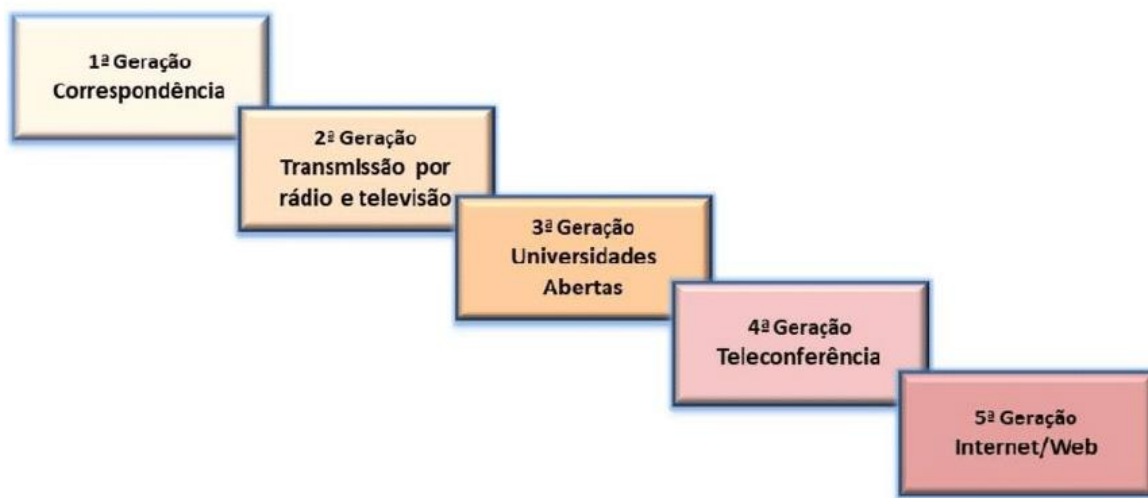 1ª Geração
Correspondência
2ª Geração
Transmissão por
rádio e televisão
3ª Geração
Universidades
Abertas
4ª Geração
Teleconferência
5ª Geração
Internet/Web